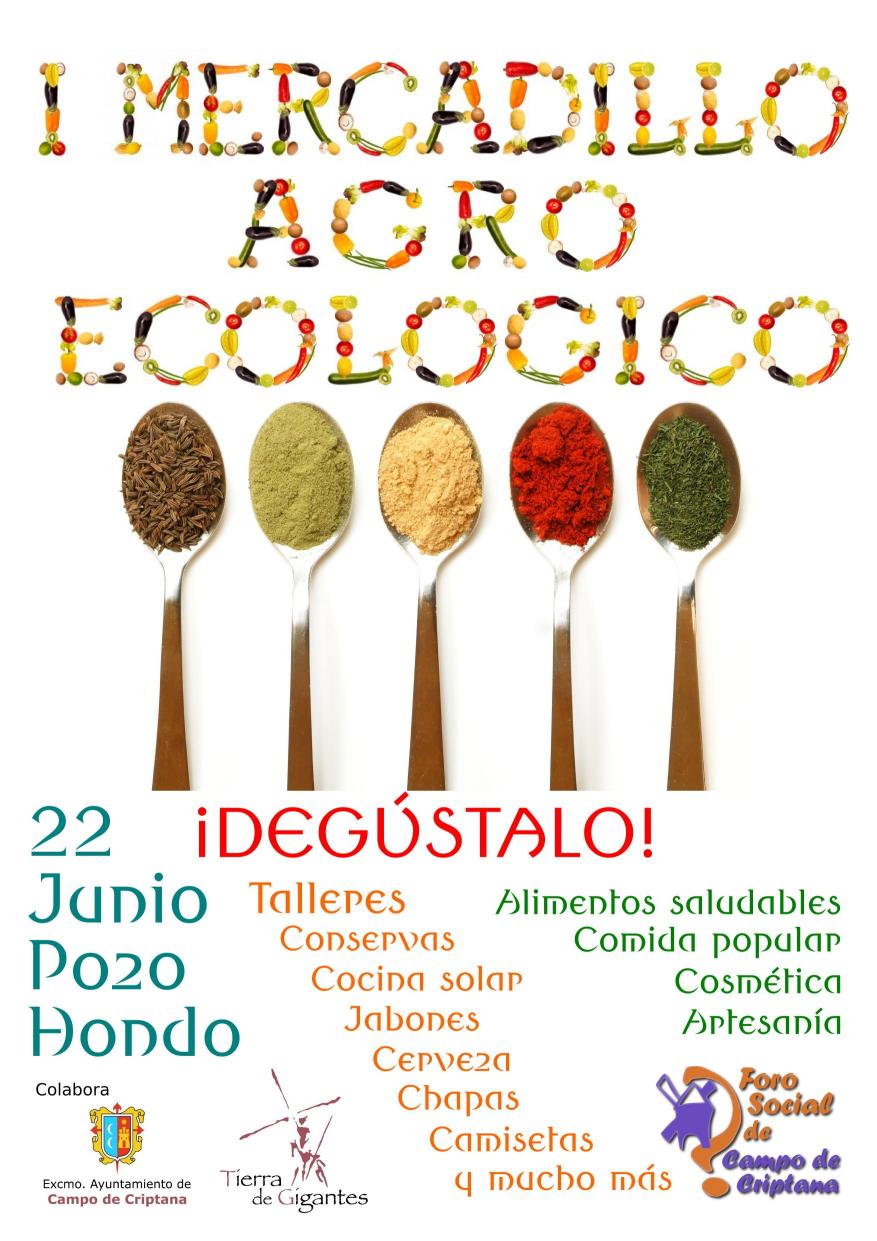 I MERCADILLO
AGRO
ECOLOGICO
¡DEGÚSTALO!
22
Junio
Pozo
Hondo
Talleres
Conservas
Cocina solar
Jabones
Cerveza
Chapas
Camisetas
y mucho más
Alimentos saludables
Comida popular
Cosmética
Artesanía
Colabora
Excmo. Ayuntamiento de
Campo de Criptana
Tierra
de Gigantes
Foro
Social
de
Campo de
Criptana